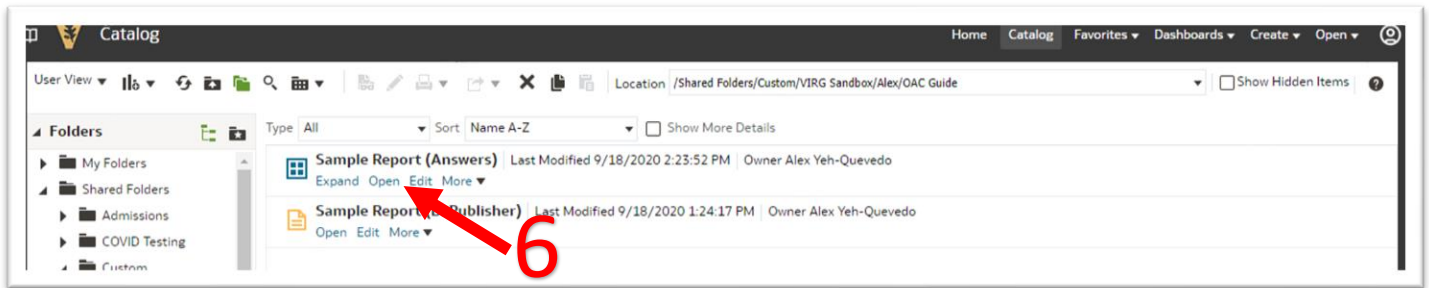 Catalog
Home Catalog Favorites Dashboards Create Open
User View Location /Shared Folders/Custom/VIRG Sandbox/Alex/OAC Guide Show Hidden Items ?
Folders Type All Sort Name A-Z Show More Details
My Folders
Shared Folders
Admissions
COVID Testing
Custom
Sample Report (Answers) Last Modified 9/18/2020 2:23:52 PM Owner Alex Yeh-Quevedo
Expand Open Edit More
Sample Report Publisher) Last Modified 9/18/2020 1:24:17 PM Owner Alex Yeh-Quevedo
Open Edit More
6